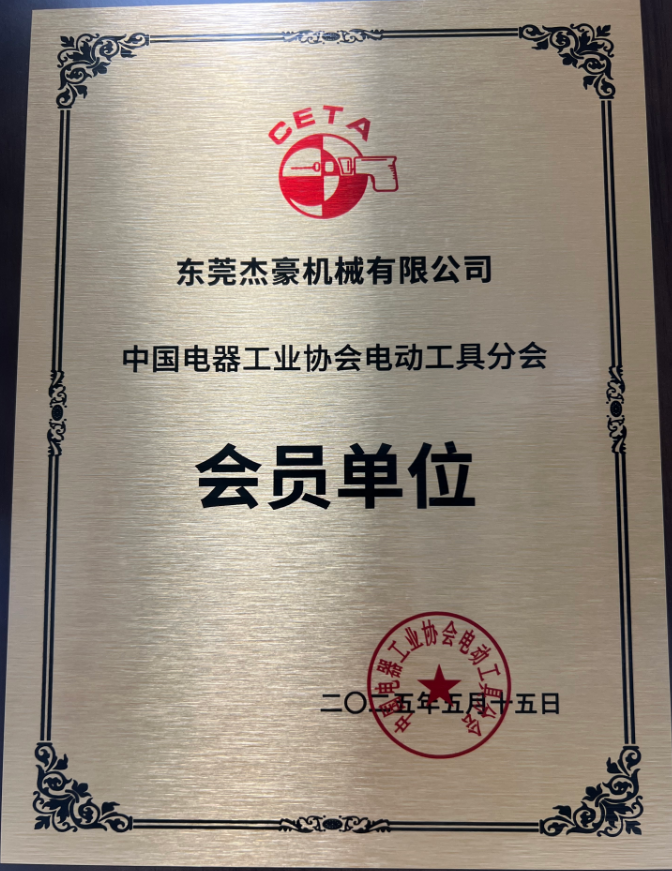 CETA
东莞杰豪机械有限公司
中国电器工业协会电动工具分会
会员单位
中国电器工业协会电动工具分会
二〇二五年五月十五日